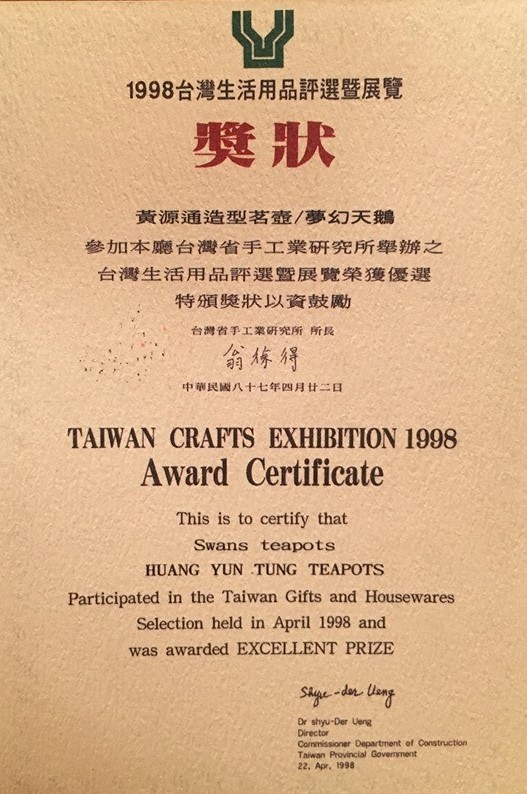 1998台灣生活用品評選暨展覽
獎狀
黃源通造型茗壺/夢幻天鵝
參加本廳台灣省手工業研究所舉辦之
台灣生活用品評選暨展覽榮獲優選
特頒獎狀以資鼓勵
台灣省手工業研究所 所長
翁徐得
中華民國八十七年四月廿二日
TAIWAN CRAFTS EXHIBITION 1998
Award Certificate
This is to certify that
Swans teapots
HUANG YUN TUNG TEAPOTS
Participated in the Taiwan Gifts and Housewares
Selection held in April 1998 and
was awarded EXCELLENT PRIZE
Shyu-der Ueng
Dr shyu-Der Ueng
Director
Commissioner Department of Construction
Taiwan Provincial Government
22, Apr, 1998